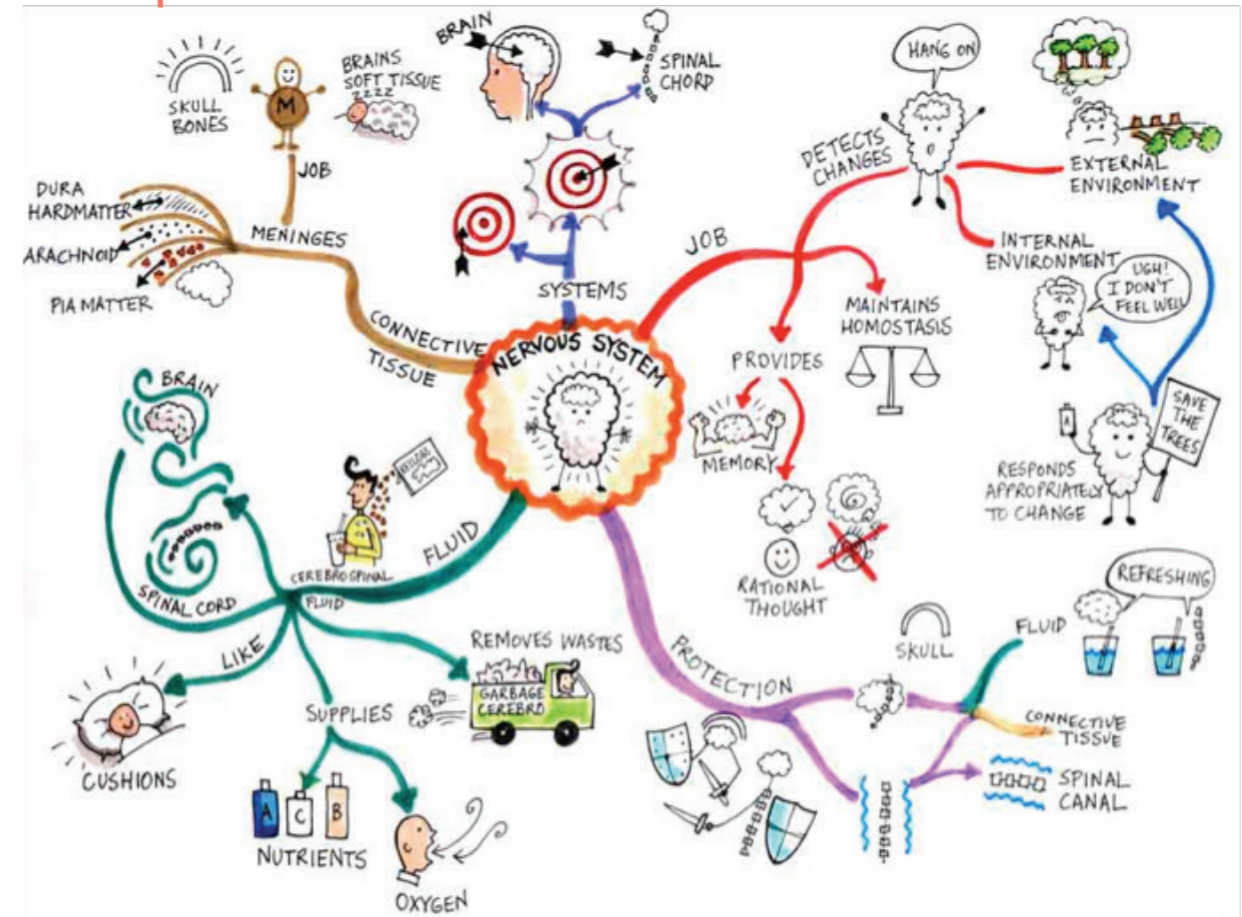 NERVOUS SYSTEM
SYSTEMS
BRAIN
SPINAL
CHORD
JOB
DETECTS
CHANGES
HANG ON
EXTERNAL
ENVIRONMENT
INTERNAL
ENVIRONMENT
UGH!
I DON'T
FEEL WELL
SAVE
THE
TREES
A
RESPONDS
APPROPRIATELY
TO CHANGE
MAINTAINS
HOMOSTASIS
PROVIDES
MEMORY
RATIONAL
THOUGHT
PROTECTION
SKULL
FLUID
REFRESHING
CONNECTIVE
TISSUE
SPINAL
CANAL
FLUID
CEREBROSPINAL
FLUID
BRAIN
SPINAL CORD
LIKE
CUSHIONS
SUPPLIES
A
C
B
NUTRIENTS
OXYGEN
REMOVES WASTES
GARBAGE
CEREBRO
CONNECTIVE
TISSUE
MENINGES
JOB
M
SKULL
BONES
BRAINS
SOFT TISSUE
ZZZZ
DURA
HARDMATTER
ARACHNOID
PIA MATTER